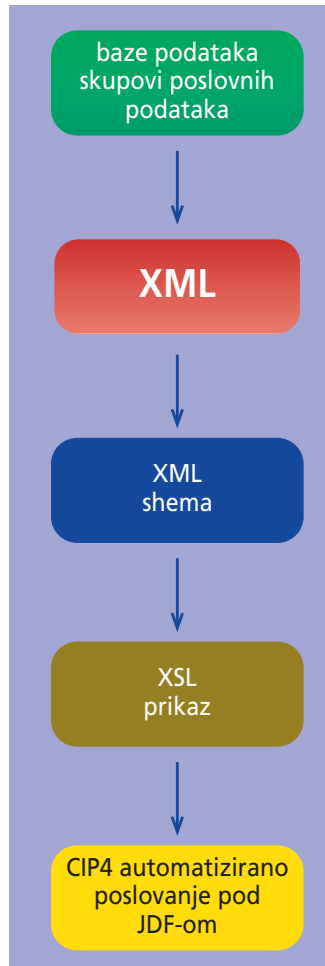 baze podataka
skupovi poslovnih
podataka
XML
XML
shema
XSL
prikaz
CIP4 automatizirano
poslovanje pod
JDF-om